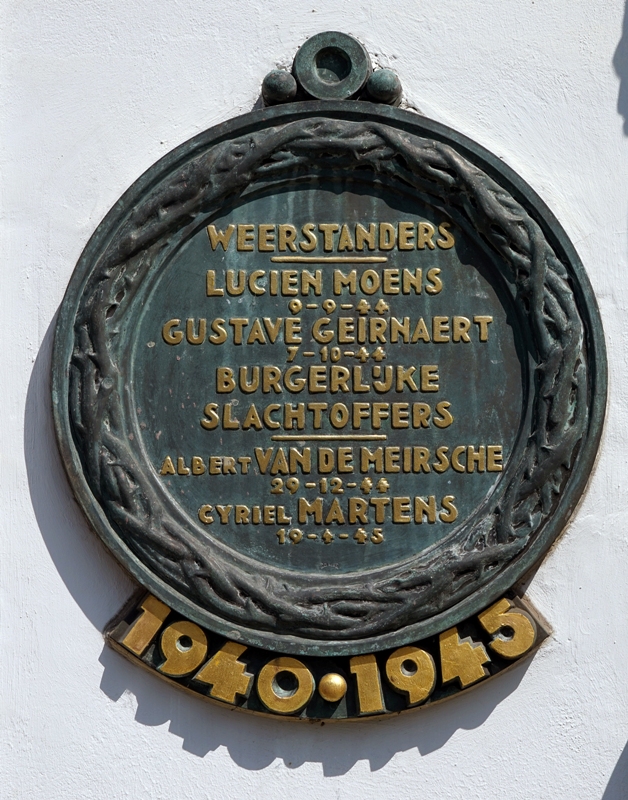 WEERSTANDERS
LUCIEN MOENS
9-9-44
GUSTAVE GEIRNAERT
7-10-44
BURGERLIJKE
SLACHTOFFERS
ALBERT VAN DE MEIRSCHE
29-12-44
CYRIEL MARTENS
19-4-45
1940•1945